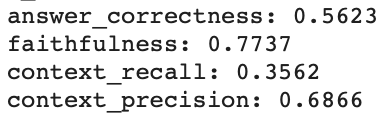 answer_correctness: 0.5623
faithfulness: 0.7737
context_recall: 0.3562
context_precision: 0.6866